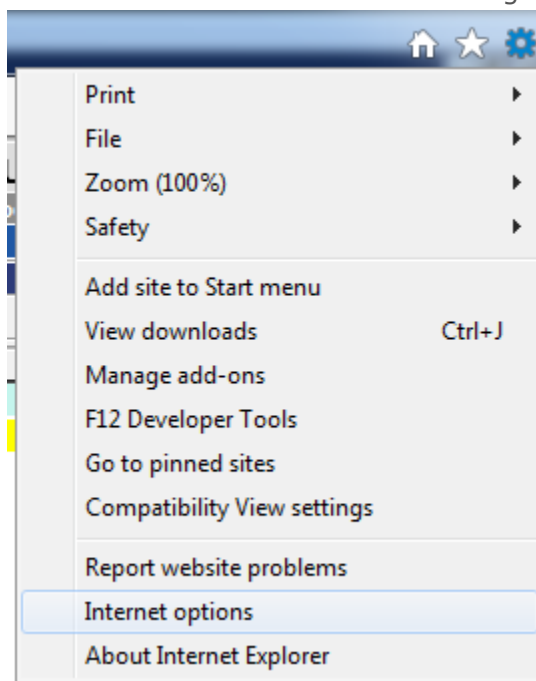 Print
File
Zoom (100%)
Safety
Add site to Start menu
View downloads Ctrl+J
Manage add-ons
F12 Developer Tools
Go to pinned sites
Compatibility View settings
Report website problems
Internet options
About Internet Explorer